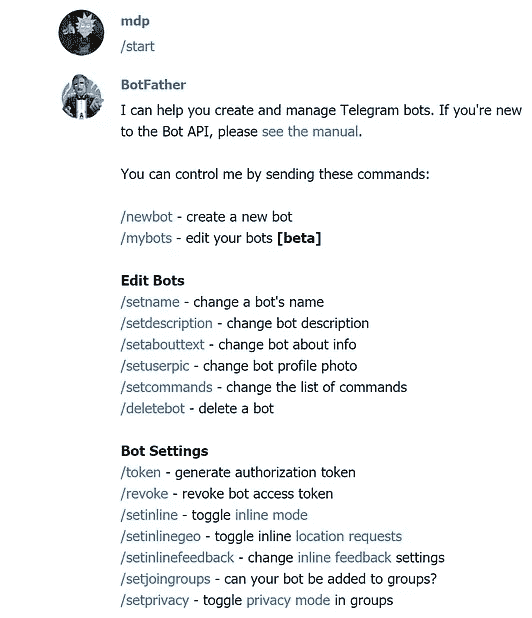 mdp
/start
BotFather
I can help you create and manage Telegram bots. If you're new
to the Bot API, please see the manual.
You can control me by sending these commands:
/newbot - create a new bot
/mybots - edit your bots [beta]
Edit Bots
/setname - change a bot's name
/setdescription - change bot description
/setabouttext - change bot about info
/setuserpic - change bot profile photo
/setcommands - change the list of commands
/deletebot - delete a bot
Bot Settings
/token - generate authorization token
/revoke - revoke bot access token
/setinline - toggle inline mode
/setinlinegeo - toggle inline location requests
/setinlinefeedback - change inline feedback settings
/setjoingroups - can your bot be added to groups?
/setprivacy - toggle privacy mode in groups